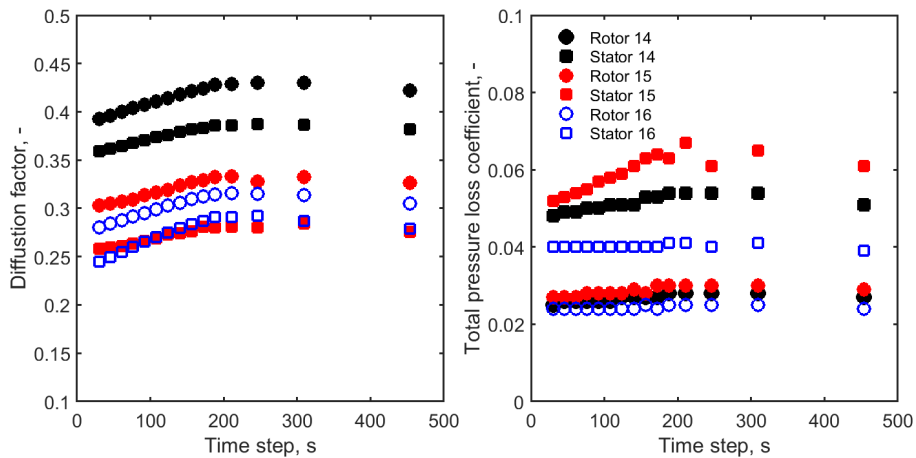 0.5
0.45
0.4
0.35
0.3
0.25
0.2
0.15
0.1
Diffustion factor, -
0 100 200 300 400 500
Time step, s
0.1
0.08
0.06
0.04
0.02
0
Total pressure loss coefficient, -
Rotor 14
Stator 14
Rotor 15
Stator 15
Rotor 16
Stator 16
0 100 200 300 400 500
Time step, s